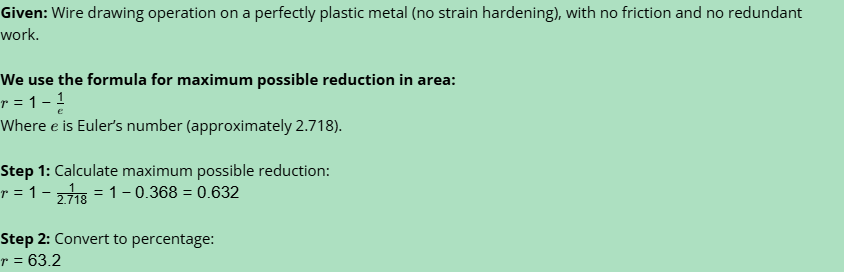 Given: Wire drawing operation on a perfectly plastic metal (no strain hardening), with no friction and no redundant
work.
We use the formula for maximum possible reduction in area:
r = 1 − 1/e
Where e is Euler's number (approximately 2.718).
Step 1: Calculate maximum possible reduction:
r = 1 − 1/2.718 = 1 − 0.368 = 0.632
Step 2: Convert to percentage:
r = 63.2